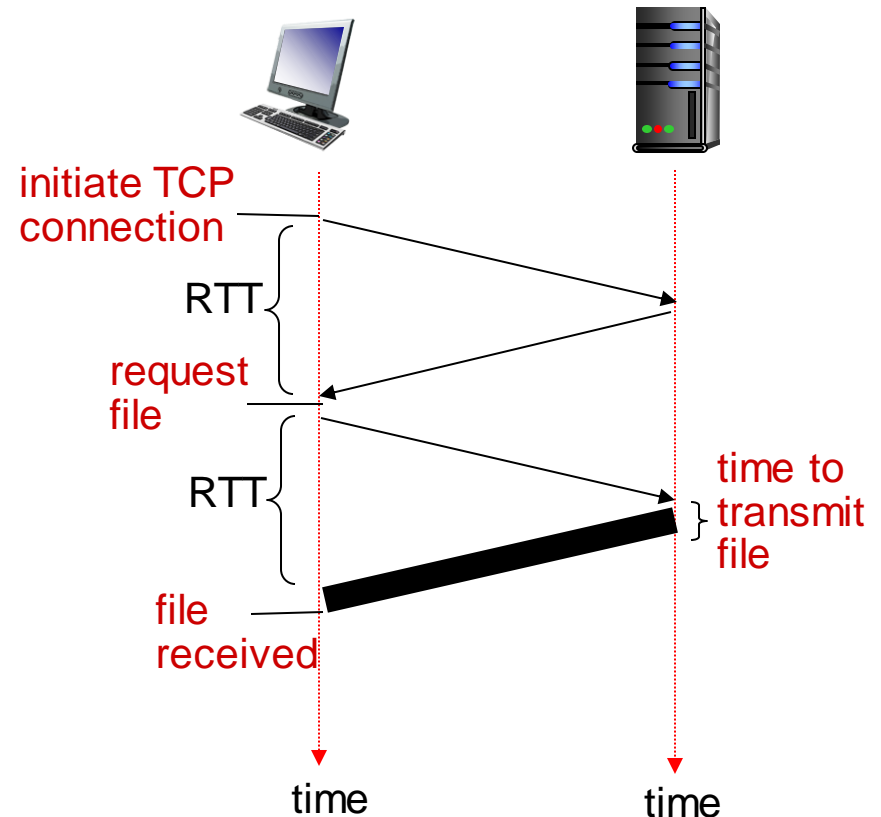 initiate TCP
connection
RTT
request
file
RTT
time to
transmit
file
file
received
time
time